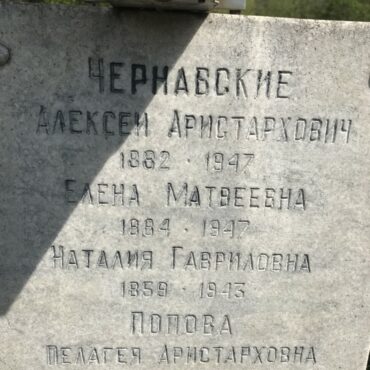 Чернавские
Алексей Аристархович
1882 - 1947
Елена Матвеевна
1884 - 1947
Наталия Гавриловна
1859 - 1943
Попова
Пелагея Аристарховна